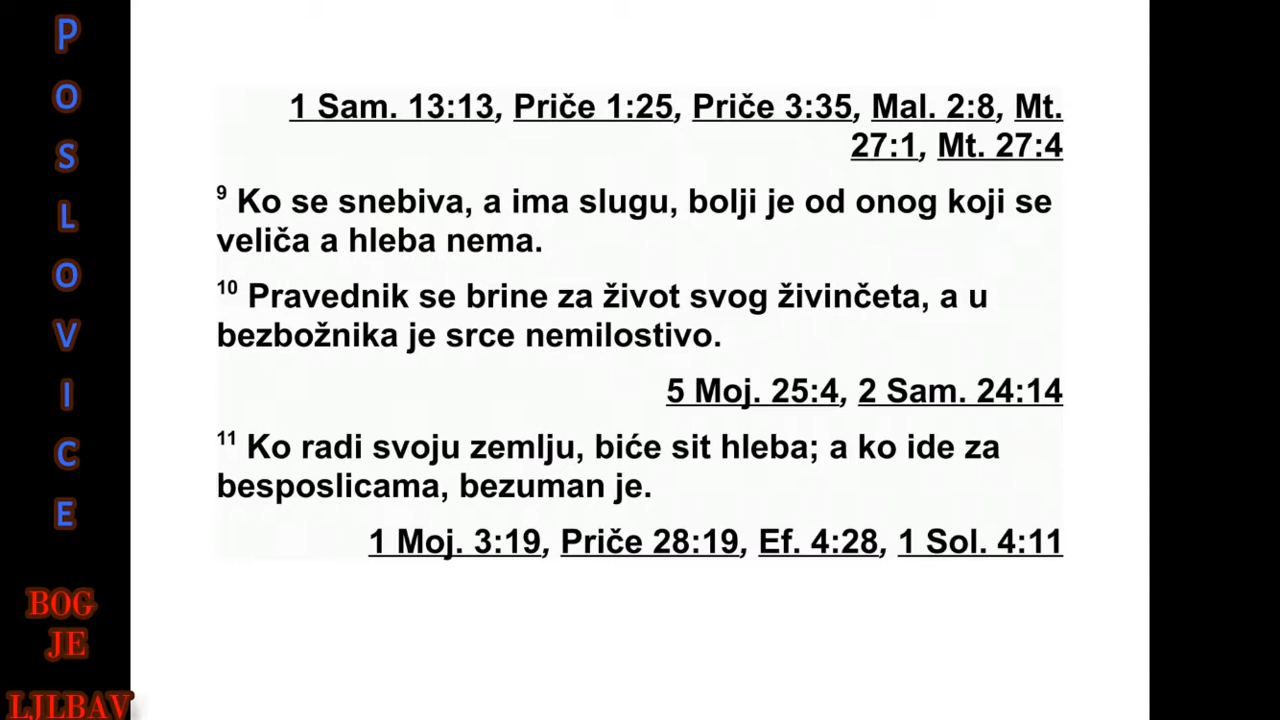 P
O
S
L
O
V
I
C
E
BOG
JE
LJLBAV
1 Sam. 13:13, Priče 1:25, Priče 3:35, Mal. 2:8, Mt.
27:1, Mt. 27:4
9 Ko se snebiva, a ima slugu, bolji je od onog koji se
veliča a hleba nema.
10 Pravednik se brine za život svog živinčeta, a u
bezbožnika je srce nemilostivo.
5 Moj. 25:4, 2 Sam. 24:14
11 Ko radi svoju zemlju, biće sit hleba; a ko ide za
besposlicama, bezuman je.
1 Moj. 3:19, Priče 28:19, Ef. 4:28, 1 Sol. 4:11